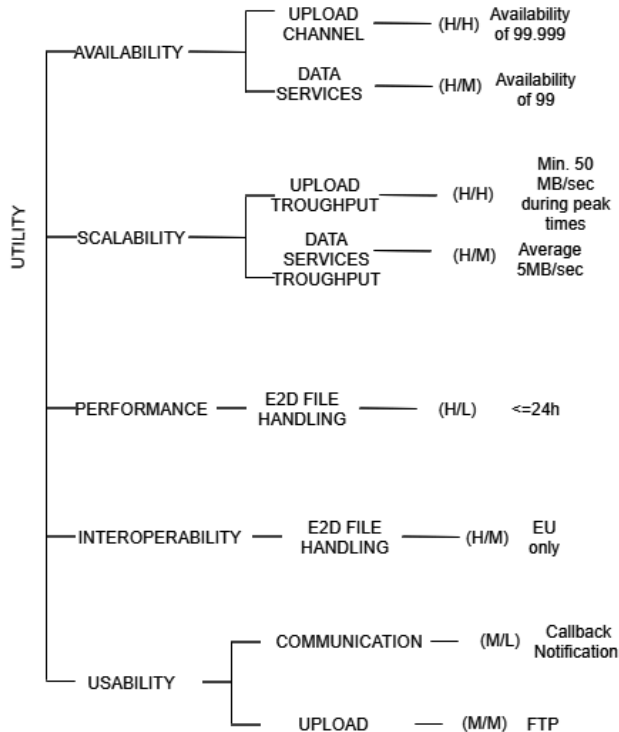 UTILITY
AVAILABILITY
UPLOAD
CHANNEL
(H/H)
Availability
of 99.999
DATA
SERVICES
(H/M)
Availability
of 99
SCALABILITY
UPLOAD
TROUGHPUT
(H/H)
Min. 50
MB/sec
during peak
times
DATA
SERVICES
TROUGHPUT
(H/M)
Average
5MB/sec
PERFORMANCE
E2D FILE
HANDLING
(H/L)
<=24h
INTEROPERABILITY
E2D FILE
HANDLING
(H/M)
EU
only
USABILITY
COMMUNICATION
(M/L)
Callback
Notification
UPLOAD
(M/M)
FTP